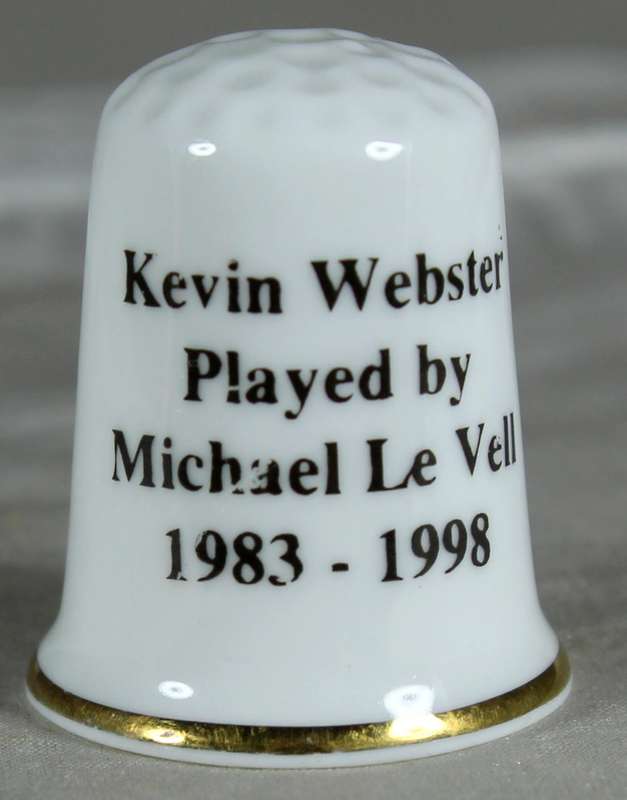 Kevin Webster
Played by
Michael Le Vell
1983 - 1998